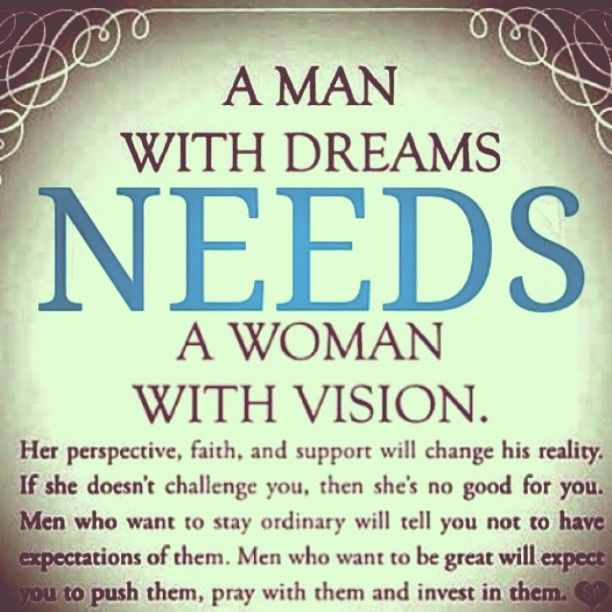 A MAN
WITH DREAMS
NEEDS
A WOMAN
WITH VISION.
Her perspective, faith, and support will change his reality.
If she doesn't challenge you, then she's no good for you.
Men who want to stay ordinary will tell you not to have
expectations of them. Men who want to be great will expect
you to push them, pray with them and invest in them.